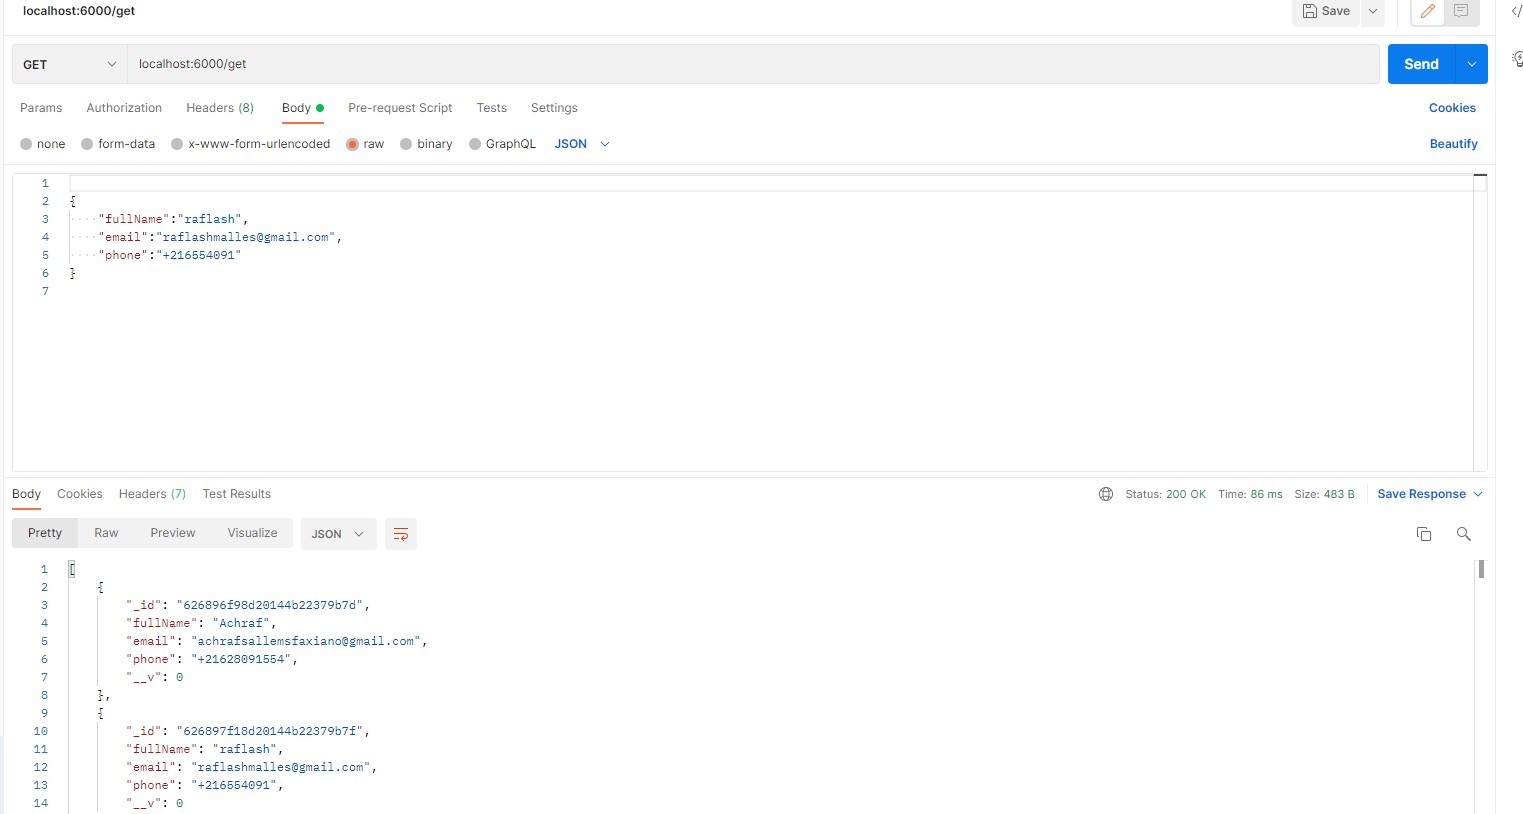 localhost:6000/get
Save
GET localhost:6000/get Send
Params Authorization Headers (8) Body Pre-request Script Tests Settings Cookies
none form-data x-www-form-urlencoded raw binary GraphQL JSON Beautify
1
2 {
3 "fullName":"raflash",
4 "email":"raflashmalles@gmail.com",
5 "phone":"+216554091"
6 }
7
Body Cookies Headers (7) Test Results Status: 200 OK Time: 86 ms Size: 483 B Save Response
Pretty Raw Preview Visualize JSON
1 [
2 {
3 "_id": "626896f98d20144b22379b7d",
4 "fullName": "Achraf",
5 "email": "achrafsallemsfaxiano@gmail.com",
6 "phone": "+21628091554",
7 "__v": 0
8 },
9 {
10 "_id": "626897f18d20144b22379b7f",
11 "fullName": "raflash",
12 "email": "raflashmalles@gmail.com",
13 "phone": "+216554091",
14 "__v": 0